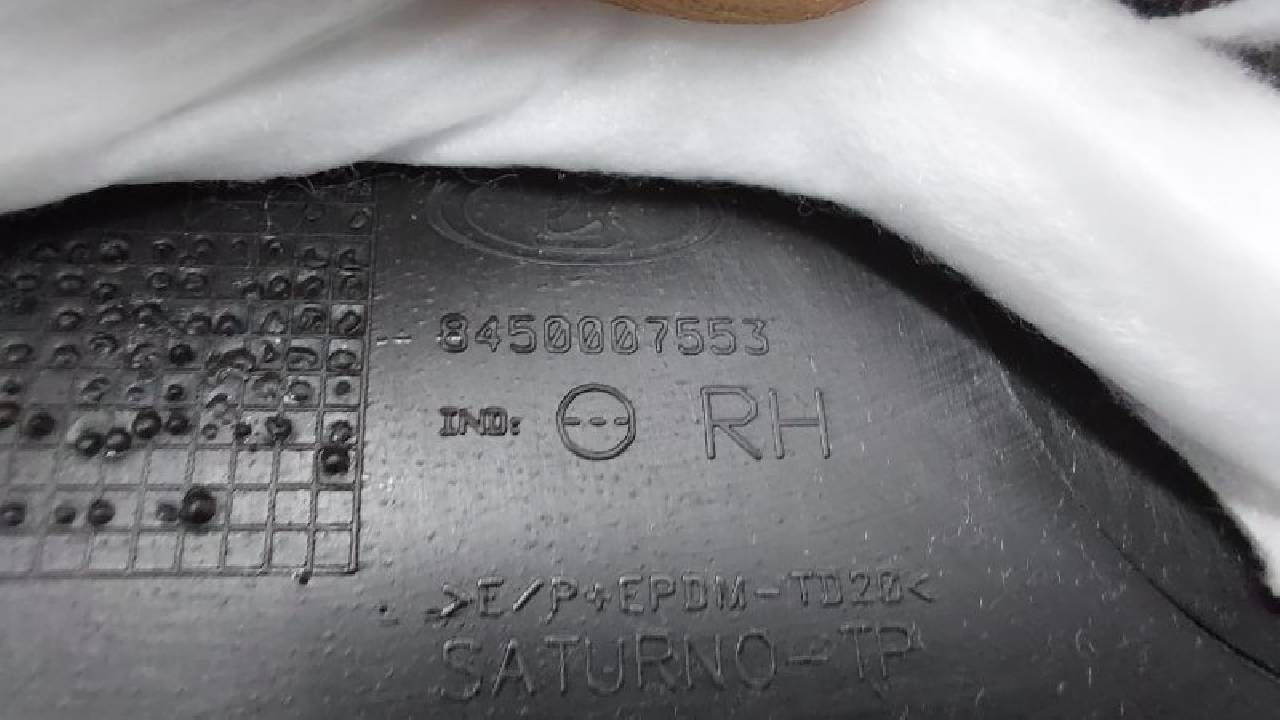 8450007553
IND: --- RH
>E/P+EPDM-TD20<
SATURNO-TP